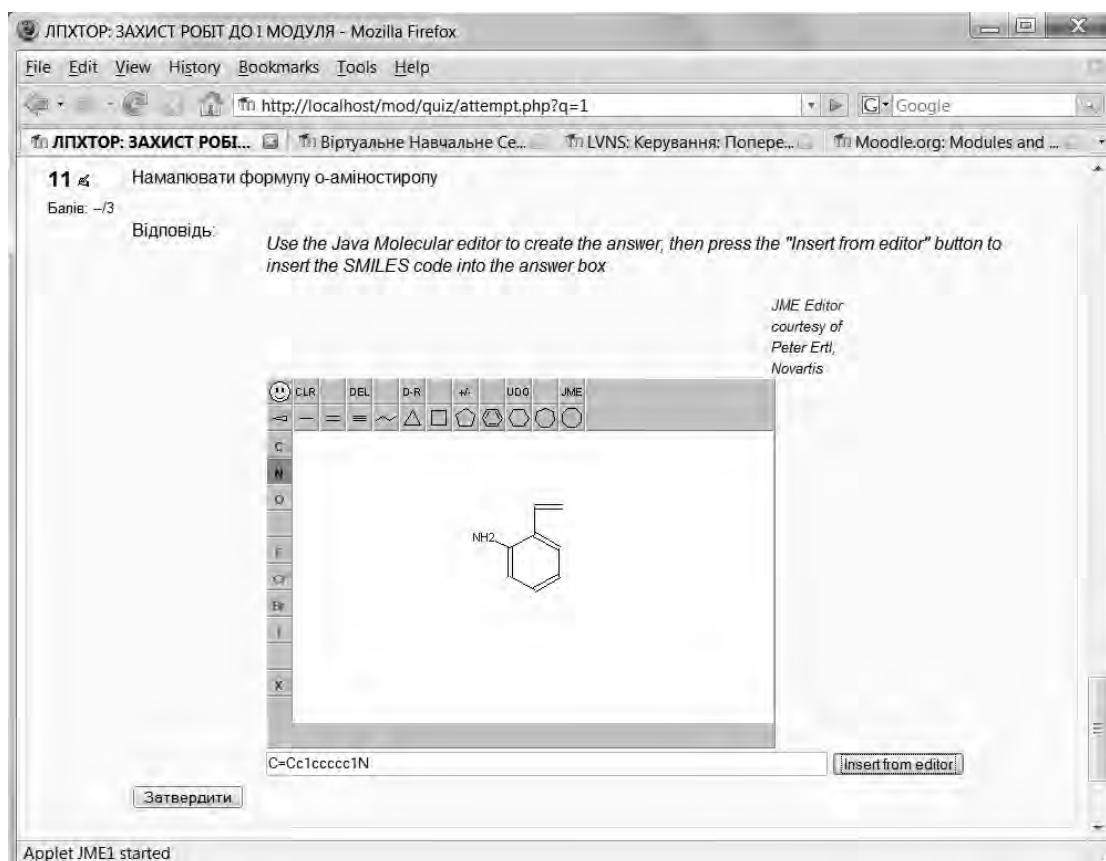 ЛПХТОР: ЗАХИСТ РОБІТ ДО І МОДУЛЯ - Mozilla Firefox
File Edit View History Bookmarks Tools Help
http://localhost/mod/quiz/attempt.php?q=1 G Google
ЛПХТОР: ЗАХИСТ РОБІ... Віртуальне Навчальне Се... LVNS: Керування: Попере... Moodle.org: Modules and ...
11 Намалювати формулу о-аміностиролу
Балів: –/3
Відповідь:
Use the Java Molecular editor to create the answer, then press the "Insert from editor" button to
insert the SMILES code into the answer box
JME Editor
courtesy of
Peter Ertl,
Novartis
CLR DEL D-R +/- UDO JME
C
N
O
F
Cl
Br
I
X
NH2
C=Cc1ccccc1N Insert from editor
Затвердити
Applet JME1 started